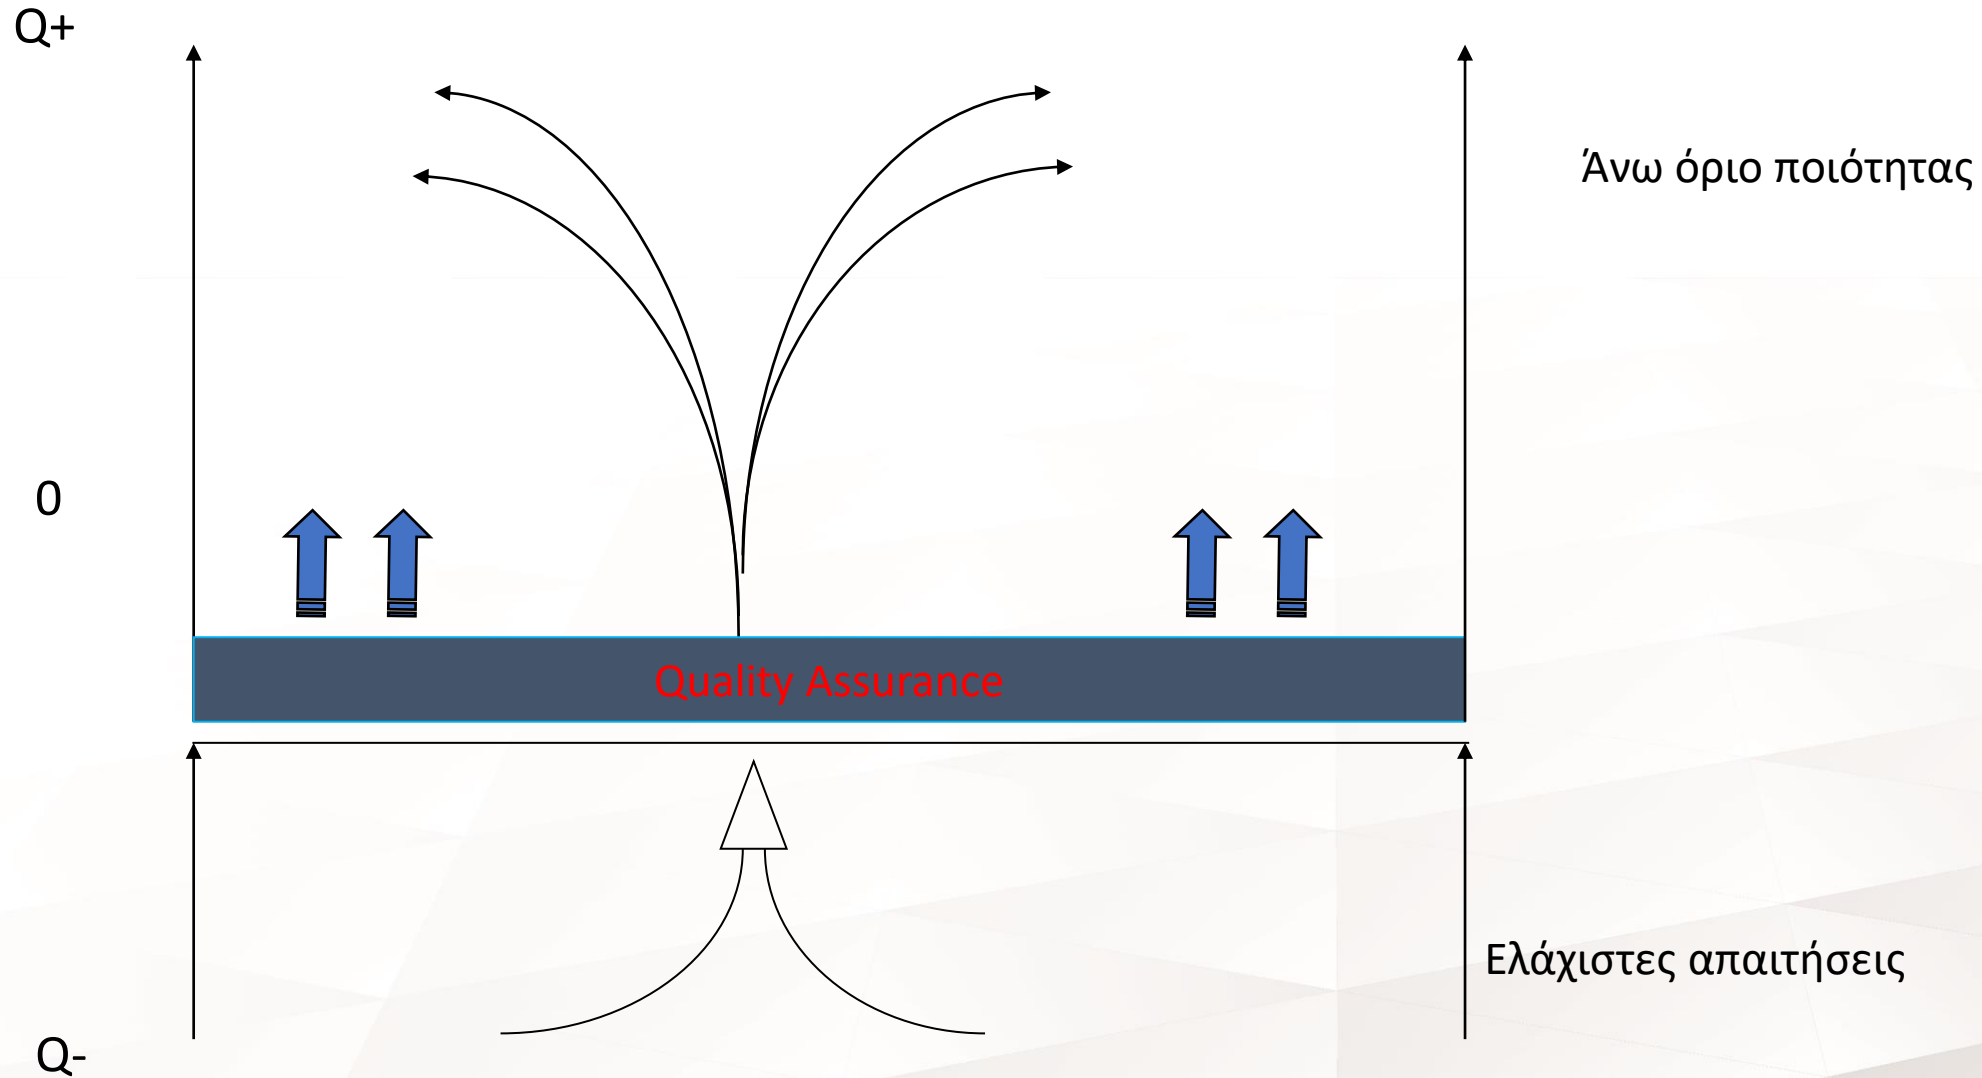 Q+
Άνω όριο ποιότητας
0
Quality Assurance
Ελάχιστες απαιτήσεις
Q-